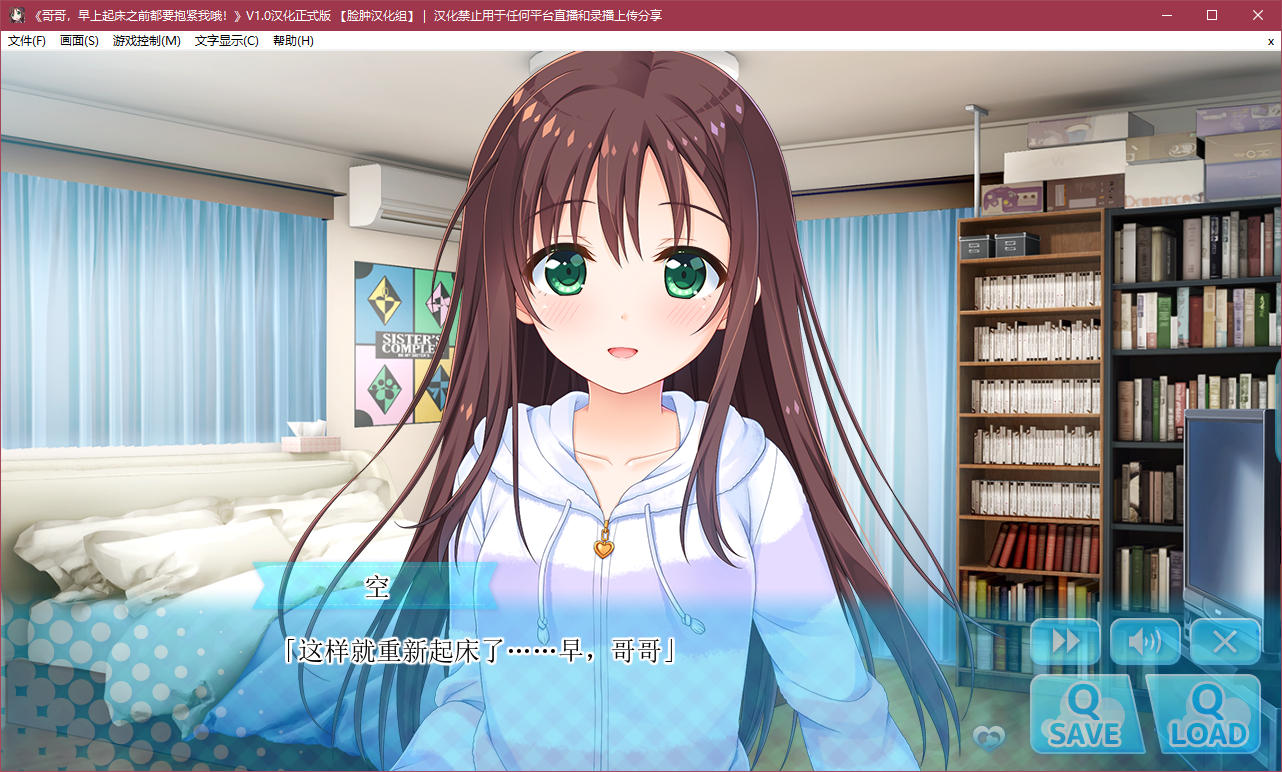 《哥哥，早上起床之前都要抱紧我哦！》V1.0汉化正式版 【脸肿汉化组】 | 汉化禁止用于任何平台直播和录播上传分享
文件(F) 画面(S) 游戏控制(M) 文字显示(C) 帮助(H) x
SISTER'S
COMPLE
空
「这样就重新起床了……早，哥哥」
Q SAVE
Q LOAD